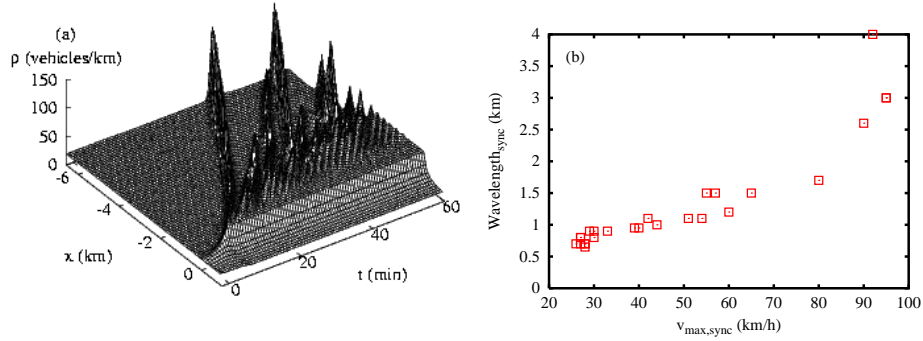 (a)
ρ (vehicles/km)
150
100
50
0
-6
-4
-2
0
x (km)
0
20
40
60
t (min)
(b)
4
3.5
3
2.5
2
1.5
1
0.5
0
Wavelength_sync (km)
20 30 40 50 60 70 80 90 100
v_max,sync (km/h)